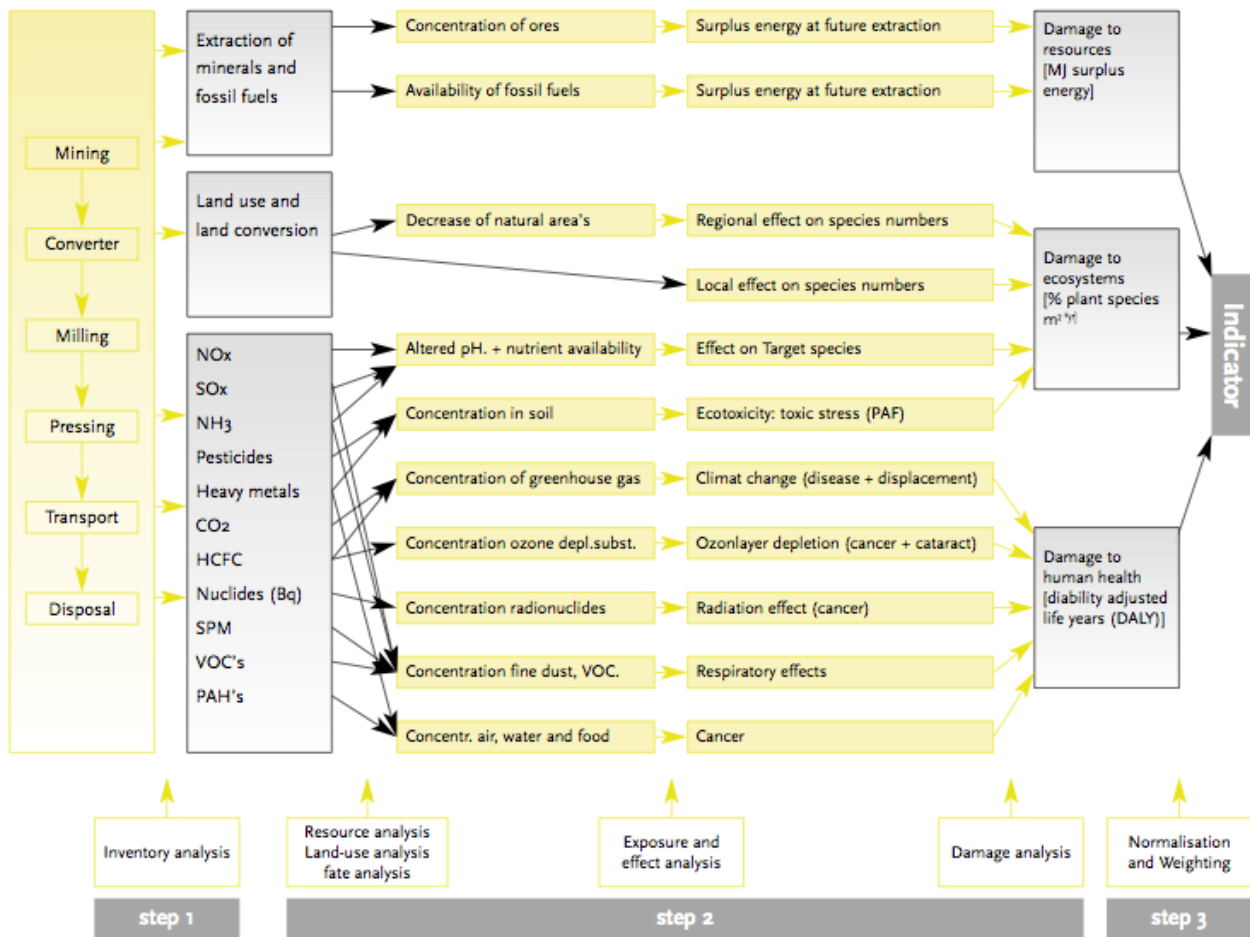 Mining
Converter
Milling
Pressing
Transport
Disposal
Extraction of
minerals and
fossil fuels
Land use and
land conversion
NOx
SOx
NH3
Pesticides
Heavy metals
CO2
HCFC
Nuclides (Bq)
SPM
VOC's
PAH's
Concentration of ores
Availability of fossil fuels
Decrease of natural area's
Altered pH. + nutrient availability
Concentration in soil
Concentration of greenhouse gas
Concentration ozone depl.subst.
Concentration radionuclides
Concentration fine dust, VOC.
Concentr. air, water and food
Surplus energy at future extraction
Surplus energy at future extraction
Regional effect on species numbers
Local effect on species numbers
Effect on Target species
Ecotoxicity: toxic stress (PAF)
Climat change (disease + displacement)
Ozonlayer depletion (cancer + cataract)
Radiation effect (cancer)
Respiratory effects
Cancer
Damage to
resources
[MJ surplus
energy]
Damage to
ecosystems
[% plant species
m² *yr]
Damage to
human health
[diability adjusted
life years (DALY)]
Indicator
Inventory analysis
Resource analysis
Land-use analysis
fate analysis
Exposure and
effect analysis
Damage analysis
Normalisation
and Weighting
step 1
step 2
step 3